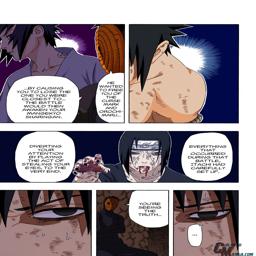 HE
WANTED
TO FREE
YOU OF
THE
CURSE
MARK
AND
OROCHI-
MARU...
...BY CAUSING
YOU TO LOSE
THE ONE YOU
WERE
CLOSEST TO...
THE BATTLE
WOULD THEN
AWAKEN YOUR
MANGEKYO
SHARINGAN.
EVERYTHING
THAT
OCCURRED
DURING THAT
BATTLE,
ITACHI HAD
CAREFULLY
SET UP.
DIVERTING
YOUR
ATTENTION
BY PLAYING
THE ACT OF
STEALING YOUR
EYES, TO THE
VERY END.
...
YOU'RE
SEEING
THE
TRUTH...